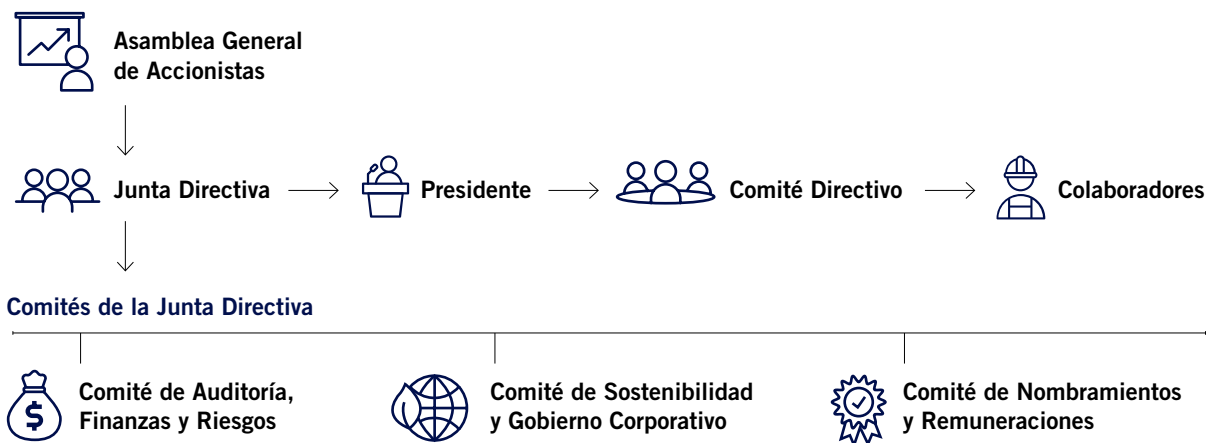 Asamblea General
de Accionistas
Junta Directiva
Presidente
Comité Directivo
Colaboradores
Comités de la Junta Directiva
$
Comité de Auditoría,
Finanzas y Riesgos
Comité de Sostenibilidad
y Gobierno Corporativo
Comité de Nombramientos
y Remuneraciones